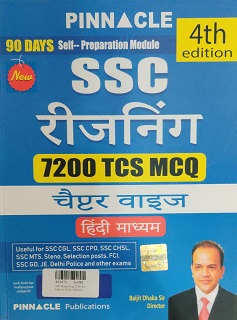 PINNACLE
4th
edition
90 DAYS Self-- Preparation Module
New
SSC
रीजनिंग
7200 TCS MCQ
चैप्टर वाइज
हिंदी माध्यम
Useful for SSC CGL, SSC CPO, SSC CHSL,
SSC MTS, Steno, Selection posts, FCI,
SSC GD, JE, Delhi Police and other exams
Baljit Dhaka Sir
Director
PINNACLE Publications